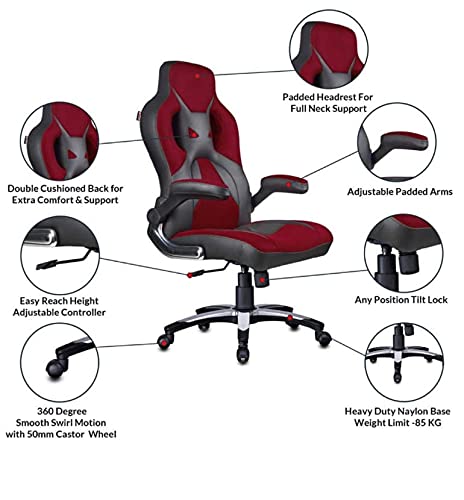 Padded Headrest For
Full Neck Support
Double Cushioned Back for
Extra Comfort & Support
Adjustable Padded Arms
Easy Reach Height
Adjustable Controller
Any Position Tilt Lock
360 Degree
Smooth Swirl Motion
with 50mm Castor Wheel
Heavy Duty Naylon Base
Weight Limit -85 KG